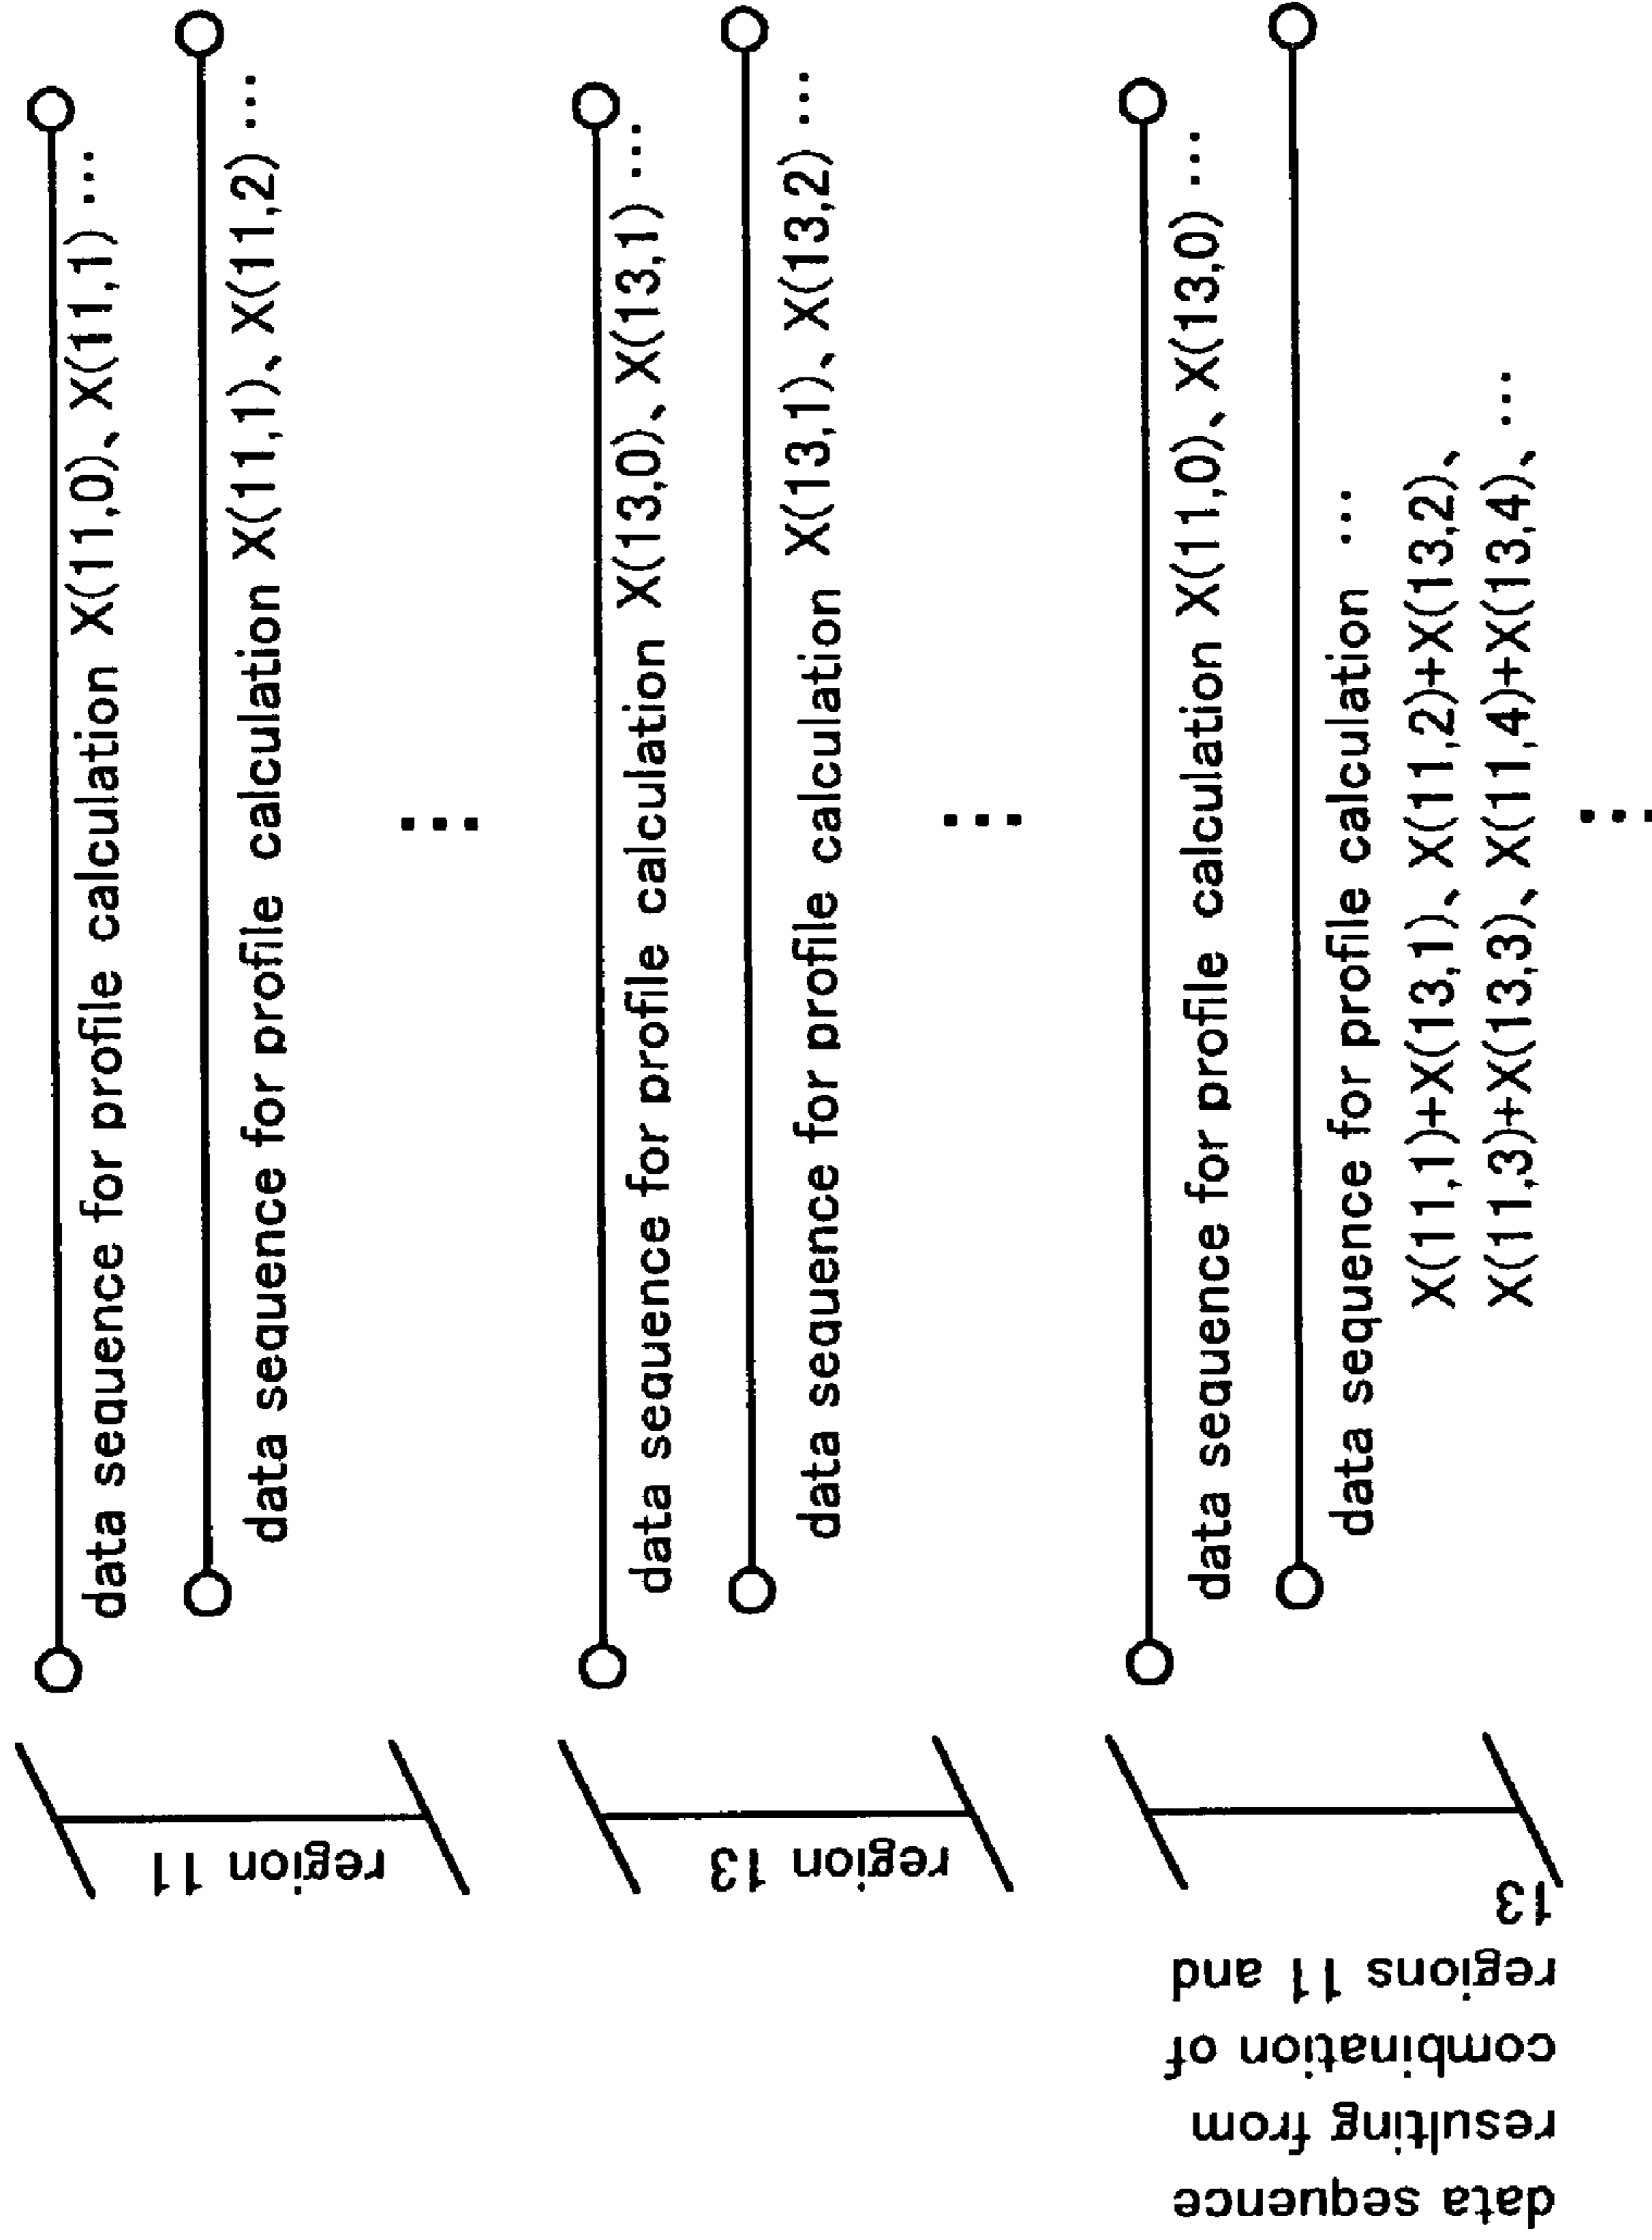 region 11
data sequence for profile calculation X(11,0)、X(11,1) ...
data sequence for profile calculation X(11,1)、X(11,2) ...
...
region 13
data sequence for profile calculation X(13,0)、X(13,1) ...
data sequence for profile calculation X(13,1)、X(13,2) ...
...
data sequence
resulting from
combination of
regions 11 and
13
data sequence for profile calculation X(11,0)、X(13,0) ...
data sequence for profile calculation ...
X(11,1)+X(13,1)、X(11,2)+X(13,2)、
X(11,3)+X(13,3)、X(11,4)+X(13,4)、 ...
...